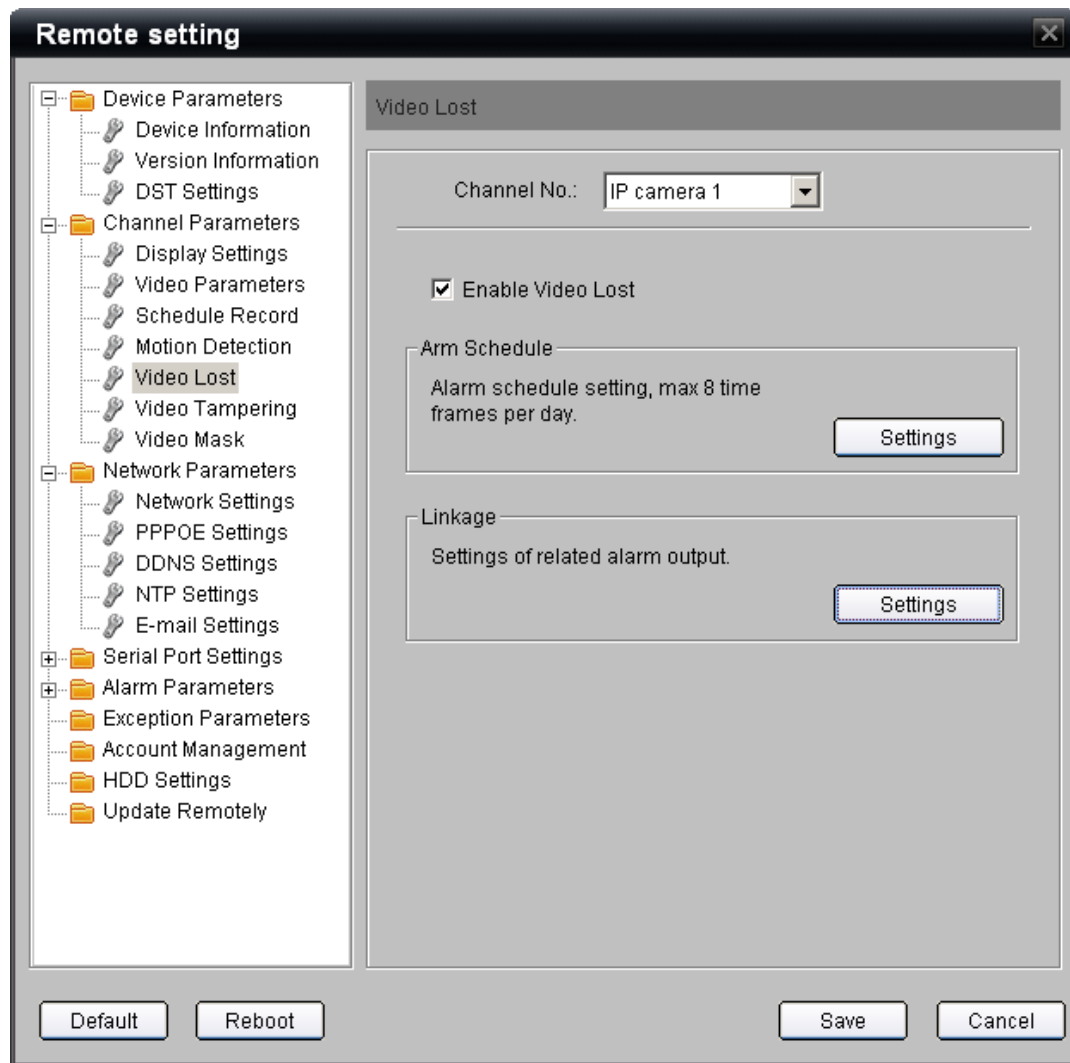 Remote setting
Device Parameters
Device Information
Version Information
DST Settings
Channel Parameters
Display Settings
Video Parameters
Schedule Record
Motion Detection
Video Lost
Video Tampering
Video Mask
Network Parameters
Network Settings
PPPOE Settings
DDNS Settings
NTP Settings
E-mail Settings
Serial Port Settings
Alarm Parameters
Exception Parameters
Account Management
HDD Settings
Update Remotely
Video Lost
Channel No.: IP camera 1
Enable Video Lost
Arm Schedule
Alarm schedule setting, max 8 time
frames per day.
Settings
Linkage
Settings of related alarm output.
Settings
Default Reboot Save Cancel